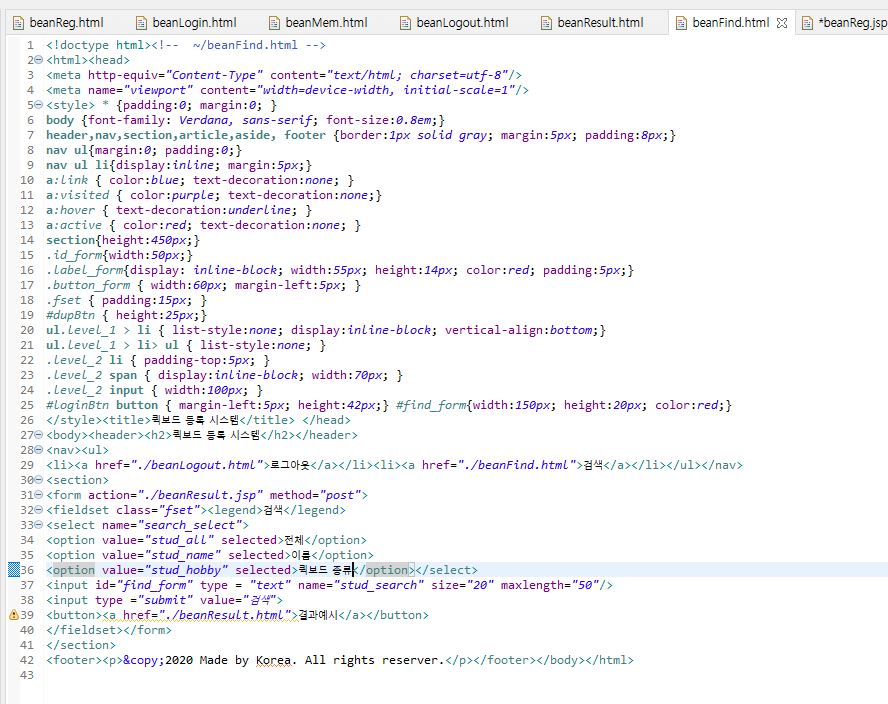 beanReg.html beanLogin.html beanMem.html beanLogout.html beanResult.html beanFind.html *beanReg.jsp
1 <!doctype html><!--  ~/beanFind.html -->
2 <html><head>
3 <meta http-equiv="Content-Type" content="text/html; charset=utf-8"/>
4 <meta name="viewport" content="width=device-width, initial-scale=1"/>
5 <style> * {padding:0; margin:0; }
6 body {font-family: Verdana, sans-serif; font-size:0.8em;}
7 header,nav,section,article,aside, footer {border:1px solid gray; margin:5px; padding:8px;}
8 nav ul{margin:0; padding:0;}
9 nav ul li{display:inline; margin:5px;}
10 a:link { color:blue; text-decoration:none; }
11 a:visited { color:purple; text-decoration:none;}
12 a:hover { text-decoration:underline; }
13 a:active { color:red; text-decoration:none; }
14 section{height:450px;}
15 .id_form{width:50px;}
16 .label_form{display: inline-block; width:55px; height:14px; color:red; padding:5px;}
17 .button_form { width:60px; margin-left:5px; }
18 .fset { padding:15px; }
19 #dupBtn { height:25px;}
20 ul.level_1 > li { list-style:none; display:inline-block; vertical-align:bottom;}
21 ul.level_1 > li> ul { list-style:none; }
22 .level_2 li { padding-top:5px; }
23 .level_2 span { display:inline-block; width:70px; }
24 .level_2 input { width:100px; }
25 #loginBtn button { margin-left:5px; height:42px;} #find_form{width:150px; height:20px; color:red;}
26 </style><title>퀵보드 등록 시스템</title> </head>
27 <body><header><h2>퀵보드 등록 시스템</h2></header>
28 <nav><ul>
29 <li><a href="./beanLogout.html">로그아웃</a></li><li><a href="./beanFind.html">검색</a></li></ul></nav>
30 <section>
31 <form action="./beanResult.jsp" method="post">
32 <fieldset class="fset"><legend>검색</legend>
33 <select name="search_select">
34 <option value="stud_all" selected>전체</option>
35 <option value="stud_name" selected>이름</option>
36 <option value="stud_hobby" selected>퀵보드 종류</option></select>
37 <input id="find_form" type = "text" name="stud_search" size="20" maxlength="50"/>
38 <input type ="submit" value="검색">
39 <button><a href="./beanResult.html">결과예시</a></button>
40 </fieldset></form>
41 </section>
42 <footer><p>&copy;2020 Made by Korea. All rights reserver.</p></footer></body></html>
43